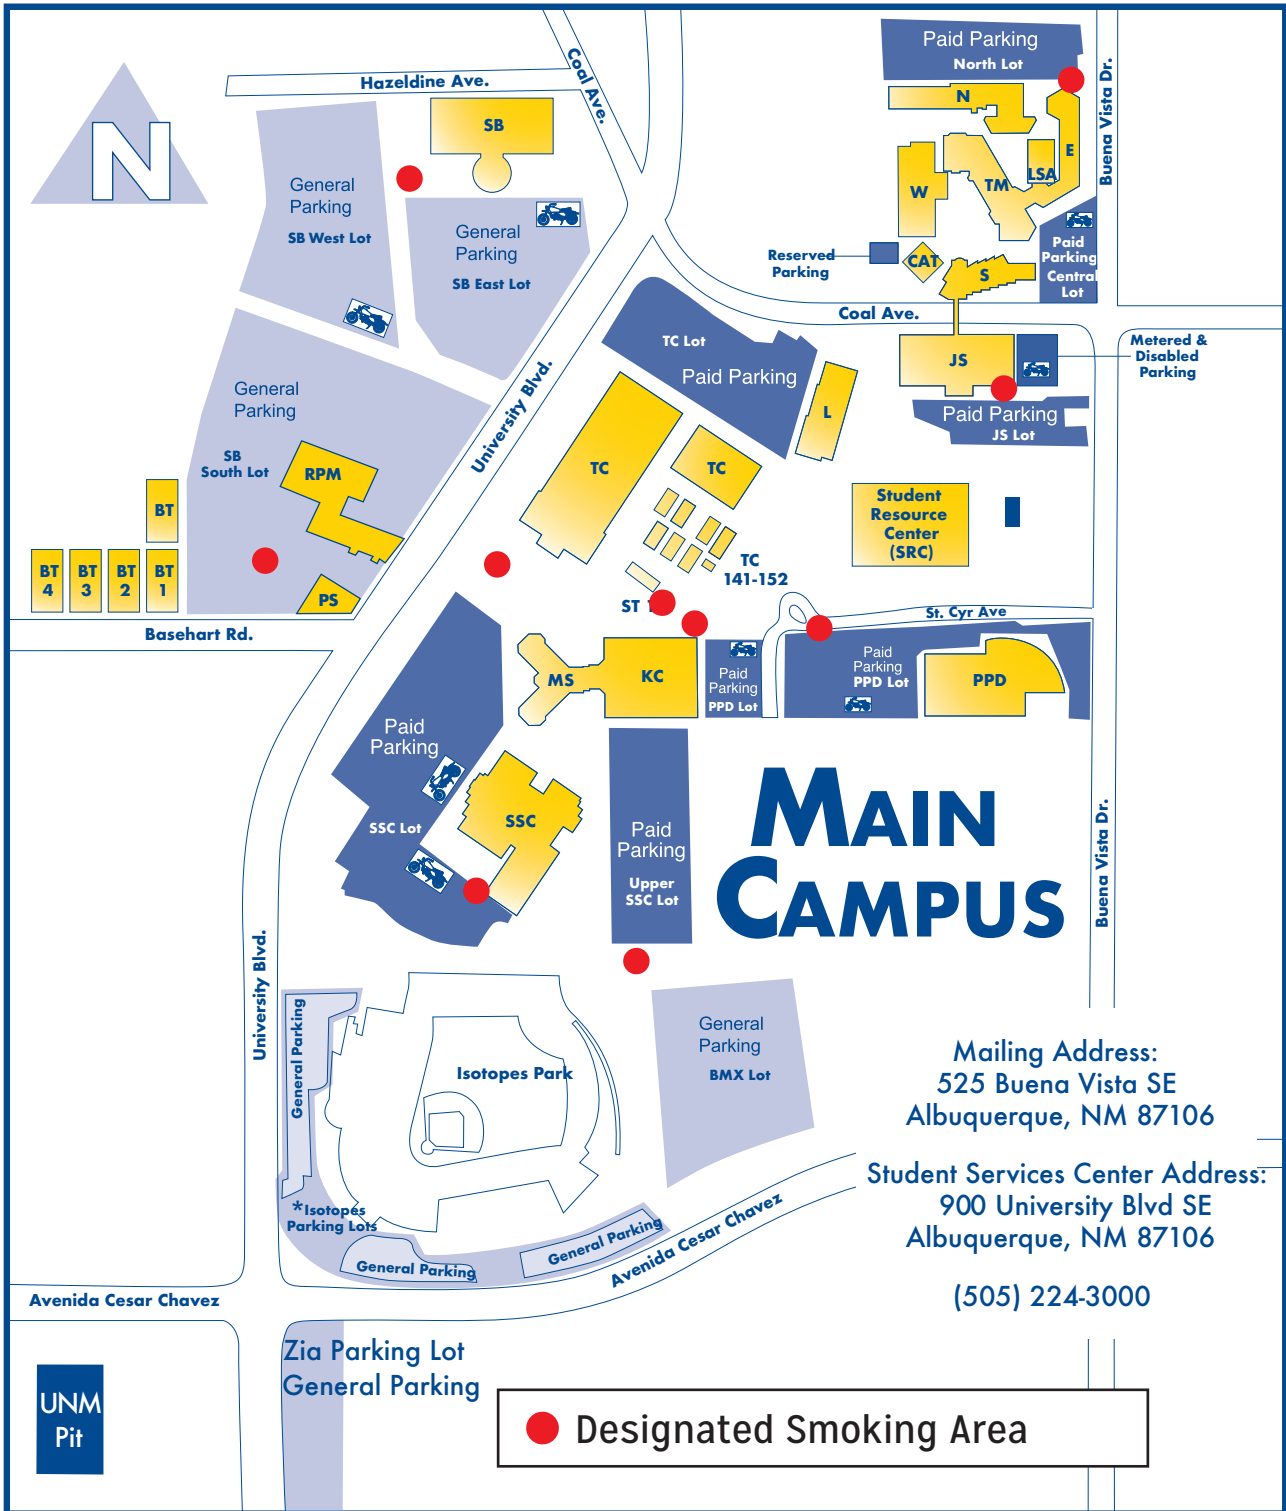 Paid Parking
North Lot
Coal Ave.
Hazeldine Ave.
Buena Vista Dr.
N
N
SB
E
LSA
TM
W
General
Parking
SB West Lot
General
Parking
SB East Lot
Reserved
Parking
CAT
S
Paid
Parking
Central
Lot
Coal Ave.
TC Lot
Paid Parking
JS
Metered &
Disabled
Parking
University Blvd.
General
Parking
L
Paid Parking
JS Lot
SB
South Lot
RPM
TC
TC
Student
Resource
Center
(SRC)
BT
BT
4
BT
3
BT
2
BT
1
PS
TC
141-152
ST
St. Cyr Ave
Basehart Rd.
MS
KC
Paid
Parking
PPD Lot
Paid
Parking
PPD Lot
PPD
Paid
Parking
SSC Lot
SSC
Paid
Parking
Upper
SSC Lot
MAIN
CAMPUS
Buena Vista Dr.
University Blvd.
General Parking
Isotopes Park
General
Parking
BMX Lot
Mailing Address:
525 Buena Vista SE
Albuquerque, NM 87106
Student Services Center Address:
900 University Blvd SE
Albuquerque, NM 87106
(505) 224-3000
*Isotopes
Parking Lots
General Parking
General Parking
Avenida Cesar Chavez
Avenida Cesar Chavez
Zia Parking Lot
General Parking
UNM
Pit
Designated Smoking Area